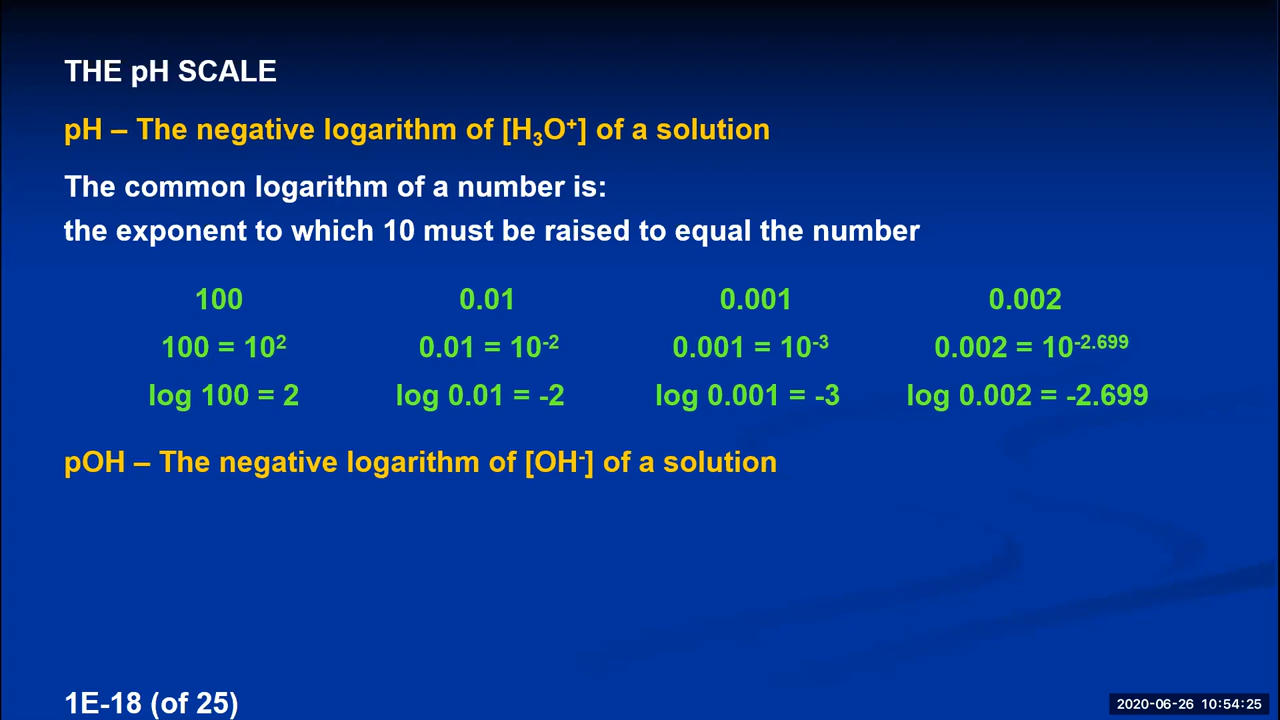 THE pH SCALE
pH – The negative logarithm of [H₃O⁺] of a solution
The common logarithm of a number is:
the exponent to which 10 must be raised to equal the number
100 0.01 0.001 0.002
100 = 10² 0.01 = 10⁻² 0.001 = 10⁻³ 0.002 = 10⁻²·⁶⁹⁹
log 100 = 2 log 0.01 = -2 log 0.001 = -3 log 0.002 = -2.699
pOH – The negative logarithm of [OH⁻] of a solution
1E-18 (of 25)
2020-06-26 10:54:25